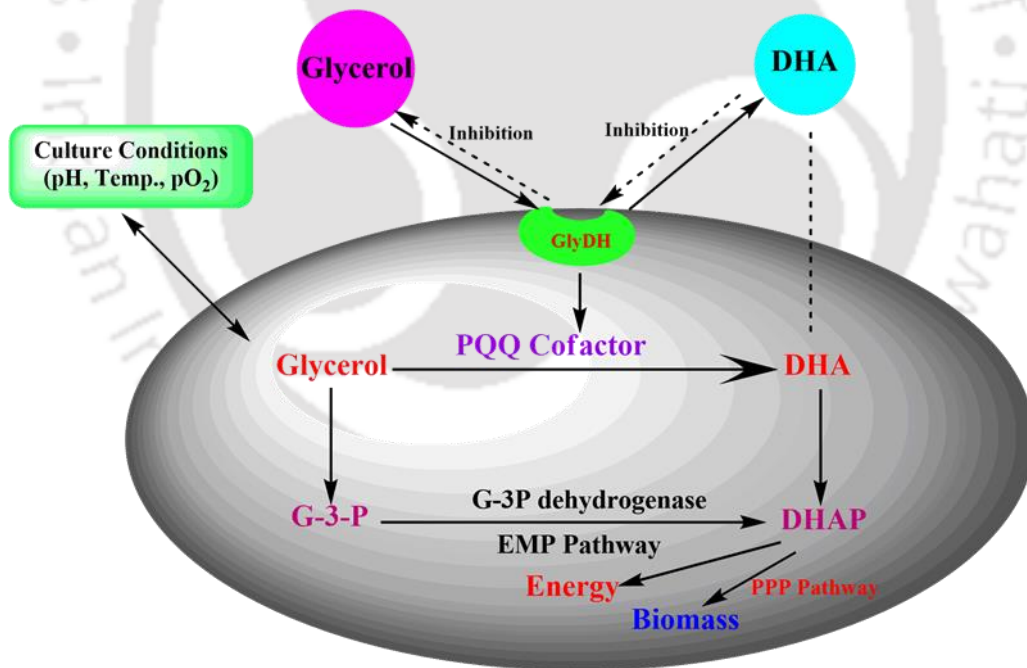 Glycerol
DHA
Inhibition
Inhibition
Culture Conditions
(pH, Temp., pO₂)
GlyDH
PQQ Cofactor
Glycerol
DHA
G-3P dehydrogenase
G-3-P
DHAP
EMP Pathway
Energy
PPP Pathway
Biomass
wahati